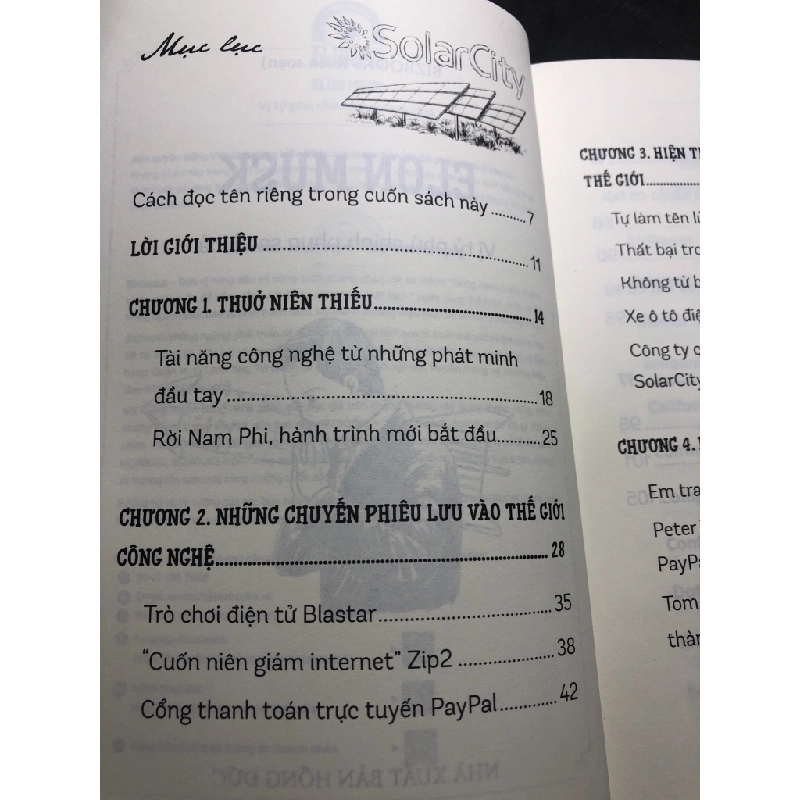 Mục lục
SolarCity
Cách đọc tên riêng trong cuốn sách này.........7
LỜI GIỚI THIỆU..........11
CHƯƠNG 1. THUỞ NIÊN THIẾU..........14
Tài năng công nghệ từ những phát minh
đầu tay..........18
Rời Nam Phi, hành trình mới bắt đầu..........25
CHƯƠNG 2. NHỮNG CHUYẾN PHIÊU LƯU VÀO THẾ GIỚI
CÔNG NGHỆ..........28
Trò chơi điện tử Blastar..........35
"Cuốn niên giám internet" Zip2..........38
Cổng thanh toán trực tuyến PayPal..........42
CHƯƠNG 3. HIỆN
THẾ GIỚI..........
Tự làm tên
Thất bại
Không từ
Xe ô tô
Công ty
SolarCity
CHƯƠNG 4.
Em
Peter
Tom